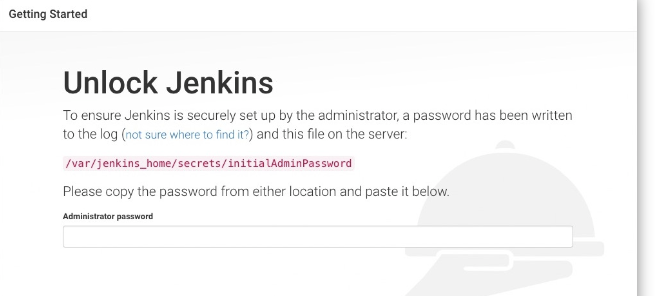 Getting Started
Unlock Jenkins
To ensure Jenkins is securely set up by the administrator, a password has been written
to the log (not sure where to find it?) and this file on the server:
/var/jenkins_home/secrets/initialAdminPassword
Please copy the password from either location and paste it below.
Administrator password